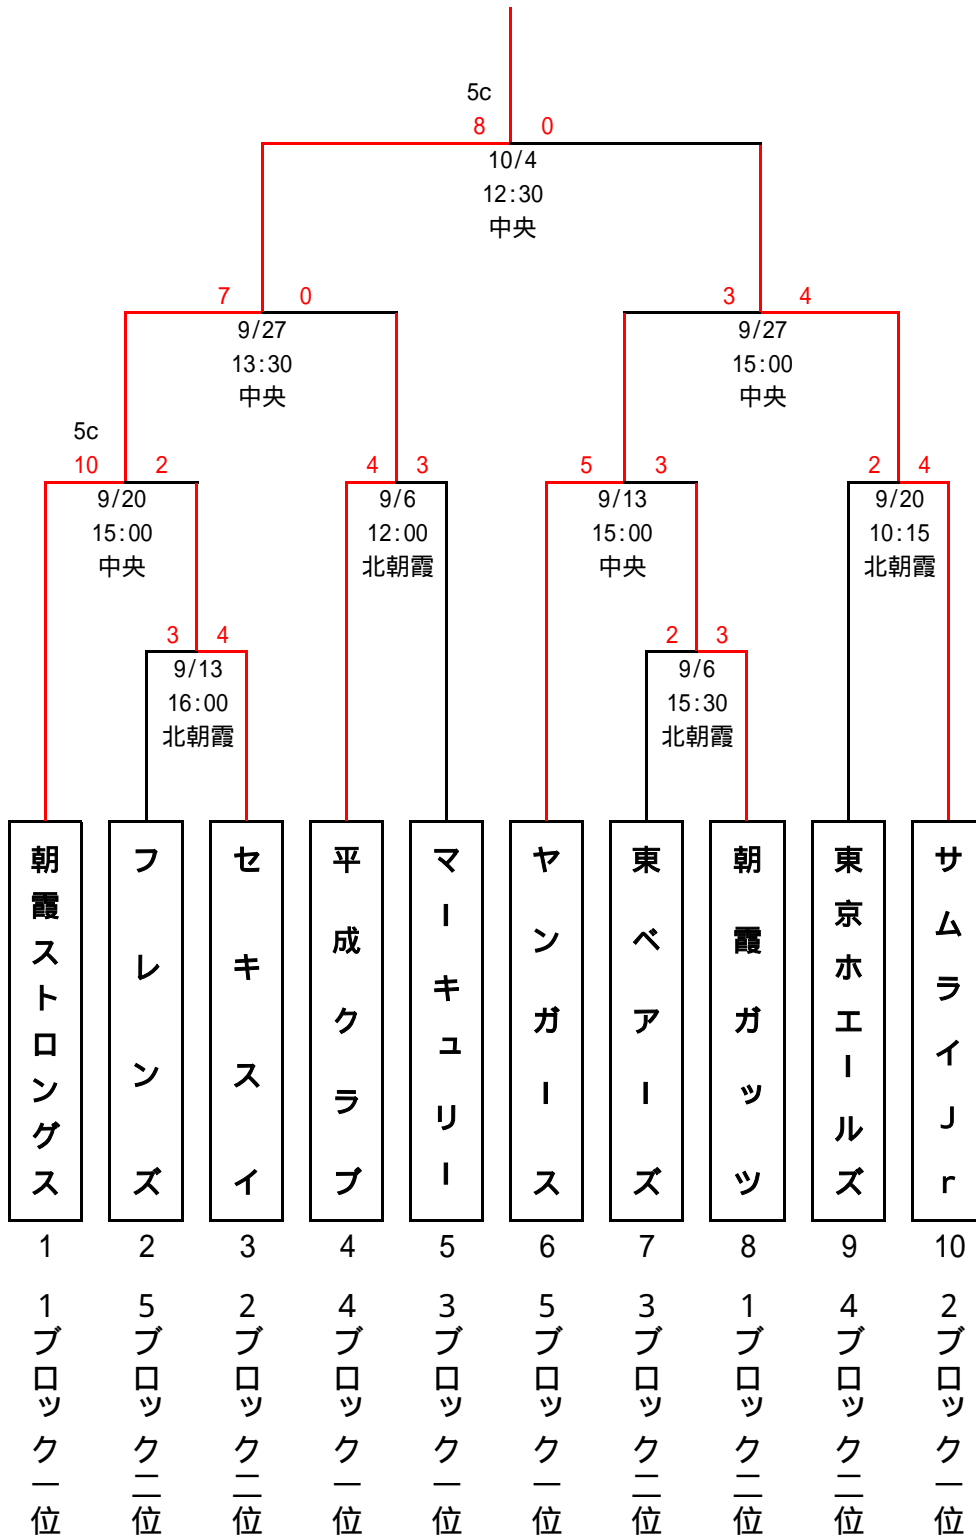 5c
8 0
10/4
12:30
中央
7 0
9/27
13:30
中央
3 4
9/27
15:00
中央
5c
10 2
9/20
15:00
中央
4 3
9/6
12:00
北朝霞
5 3
9/13
15:00
中央
2 4
9/20
10:15
北朝霞
3 4
9/13
16:00
北朝霞
2 3
9/6
15:30
北朝霞
朝霞ストロングス
フレンズ
セキスイ
平成クラブ
マーキュリー
ヤンガース
東ベアーズ
朝霞ガッツ
東京ホエールズ
サムライJr
1 2 3 4 5 6 7 8 9 10
1ブロック一位
5ブロック二位
2ブロック二位
4ブロック一位
3ブロック一位
5ブロック一位
3ブロック二位
1ブロック二位
4ブロック二位
2ブロック一位